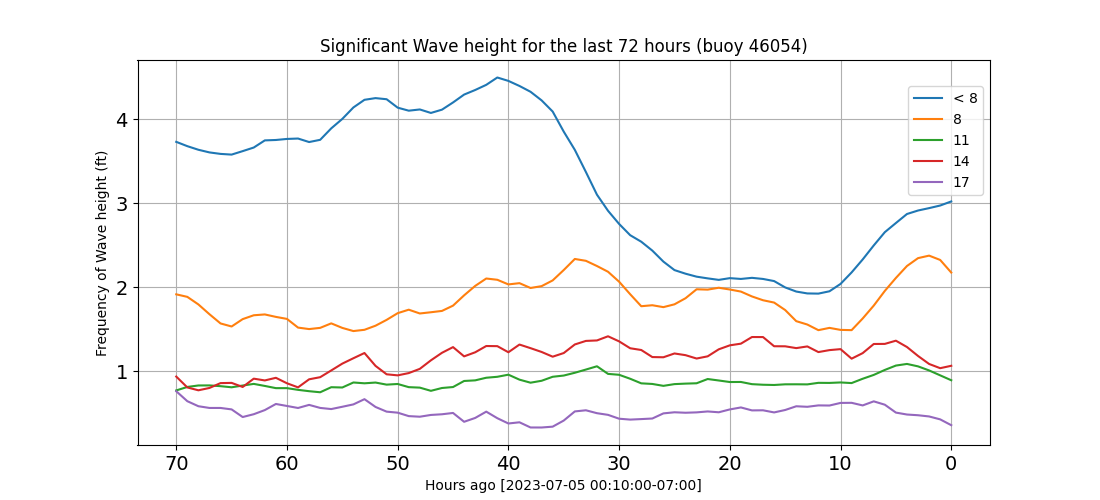 Significant Wave height for the last 72 hours (buoy 46054)
Frequency of Wave height (ft)
4
3
2
1
< 8
8
11
14
17
70 60 50 40 30 20 10 0
Hours ago [2023-07-05 00:10:00-07:00]